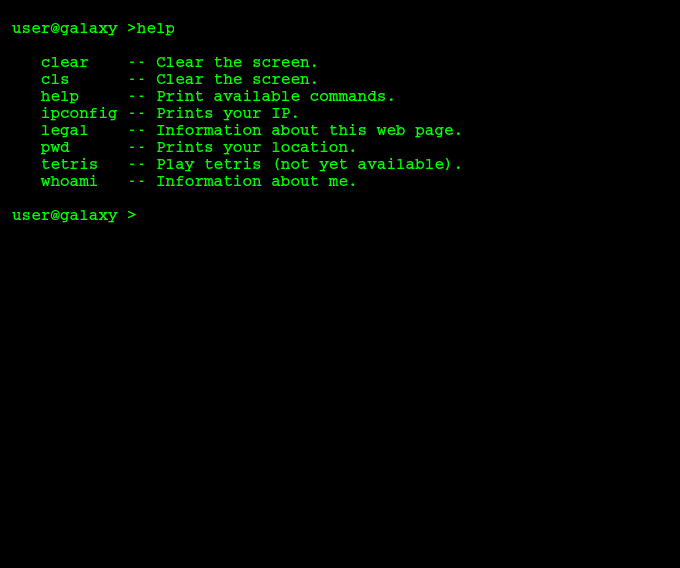 user@galaxy >help
clear    -- Clear the screen.
cls      -- Clear the screen.
help     -- Print available commands.
ipconfig -- Prints your IP.
legal    -- Information about this web page.
pwd      -- Prints your location.
tetris   -- Play tetris (not yet available).
whoami   -- Information about me.
user@galaxy >